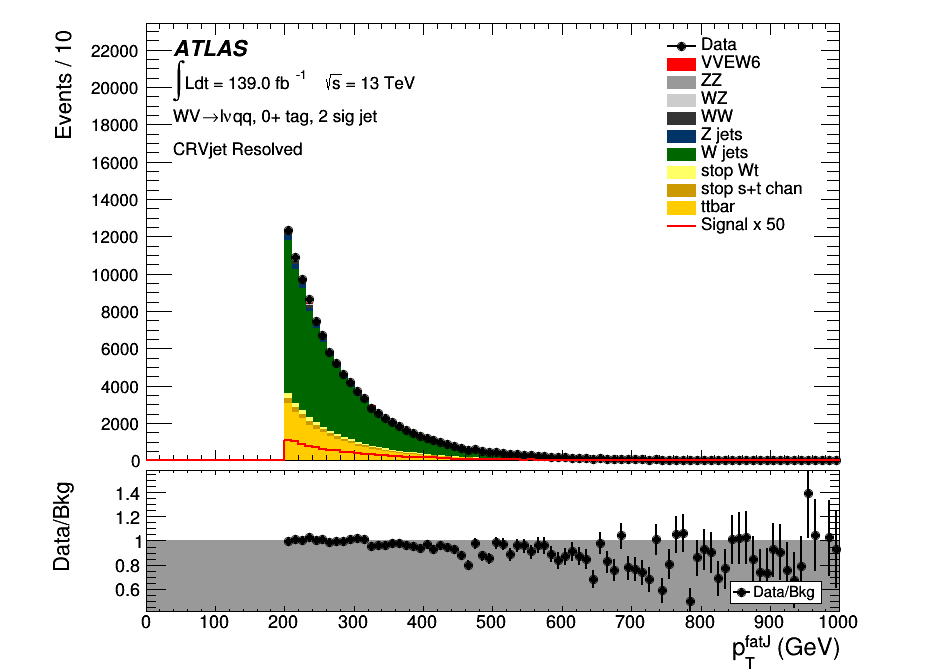 Events / 10
22000
20000
18000
16000
14000
12000
10000
8000
6000
4000
2000
0
ATLAS
∫Ldt = 139.0 fb⁻¹ √s = 13 TeV
WV→lνqq, 0+ tag, 2 sig jet
CRVjet Resolved
Data
VVEW6
ZZ
WZ
WW
Z jets
W jets
stop Wt
stop s+t chan
ttbar
Signal x 50
Data/Bkg
1.4
1.2
1
0.8
0.6
Data/Bkg
0 100 200 300 400 500 600 700 800 900 1000
p_T^fatJ (GeV)